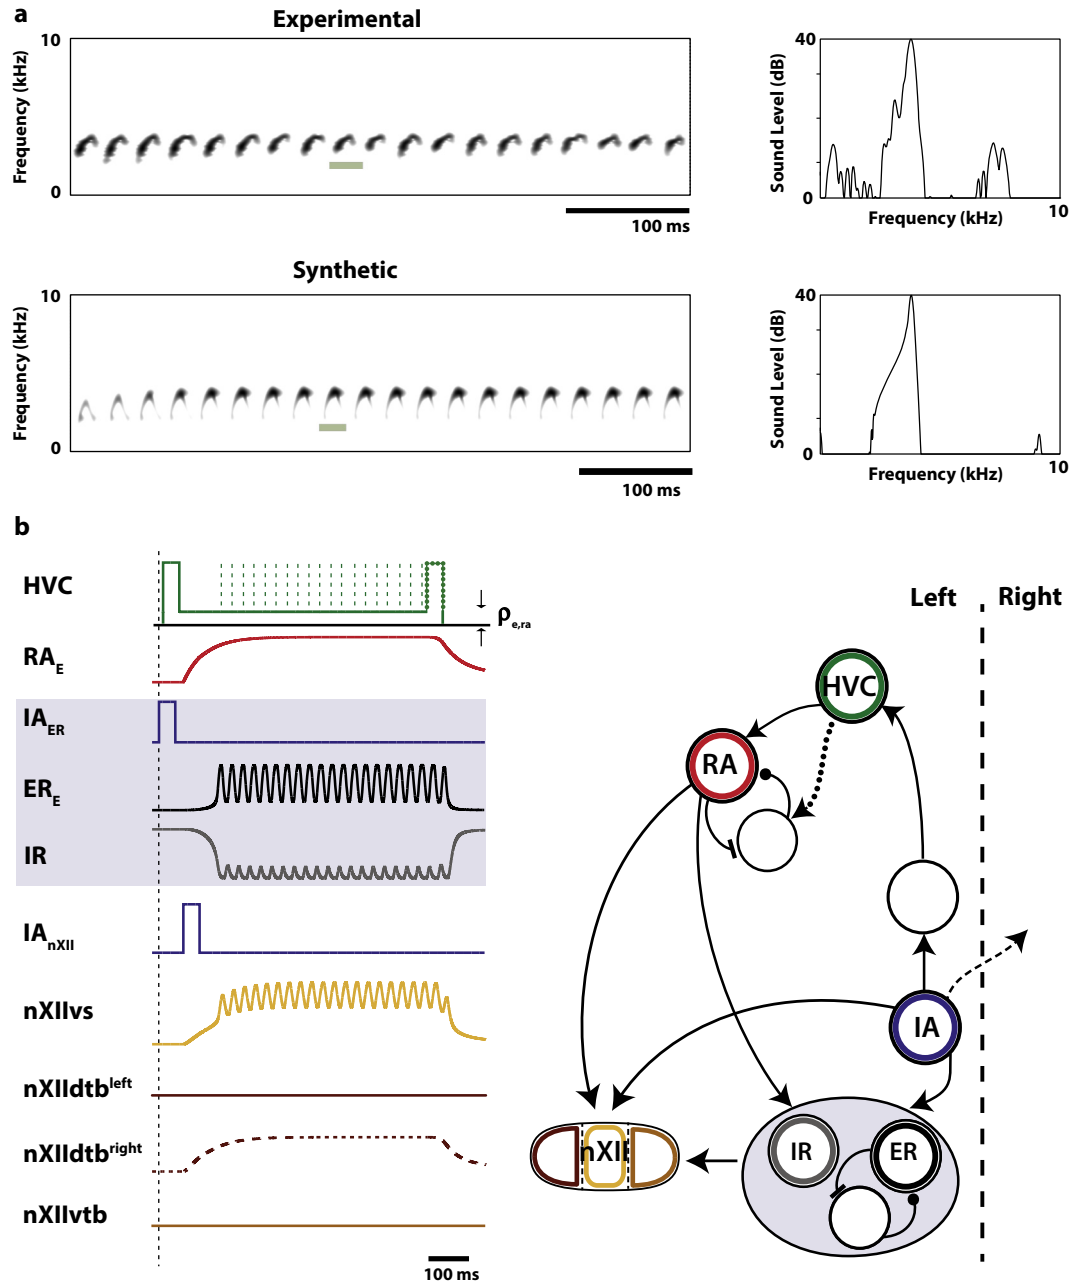 a
Experimental
10
Frequency (kHz)
0
100 ms
40
Sound Level (dB)
0
Frequency (kHz)
10
Synthetic
10
Frequency (kHz)
0
100 ms
40
Sound Level (dB)
0
Frequency (kHz)
10
b
HVC
ρe,ra
RAE
IAER
ERE
IR
IAnXII
nXIIvs
nXIIdtbleft
nXIIdtbright
nXIIvtb
100 ms
Left
Right
HVC
RA
IA
nXII
IR
ER